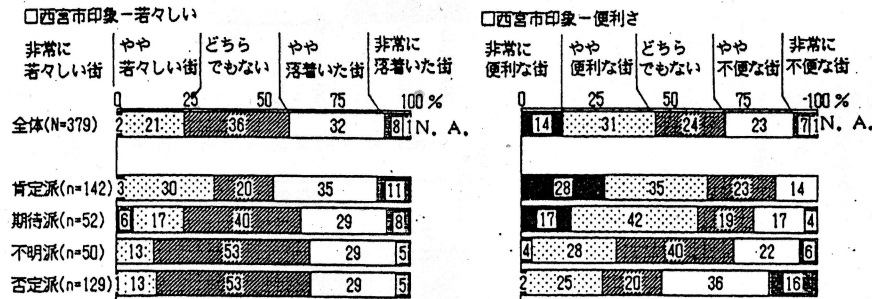 □西宮市印象－若々しい
非常に若々しい街
やや若々しい街
どちらでもない
やや落着いた街
非常に落着いた街
0 25 50 75 100 %
全体(N=379) 2 21 36 32 8 1 N. A.
肯定派(n=142) 3 30 20 35 11
期待派(n=52) 6 17 40 29 8
不明派(n=50) 13 53 29 5
否定派(n=129) 1 13 53 29 5
□西宮市印象－便利さ
非常に便利な街
やや便利な街
どちらでもない
やや不便な街
非常に不便な街
0 25 50 75 100 %
14 31 24 23 7 1 N. A.
28 35 23 14
17 42 19 17 4
4 28 40 22 6
2 25 20 36 16